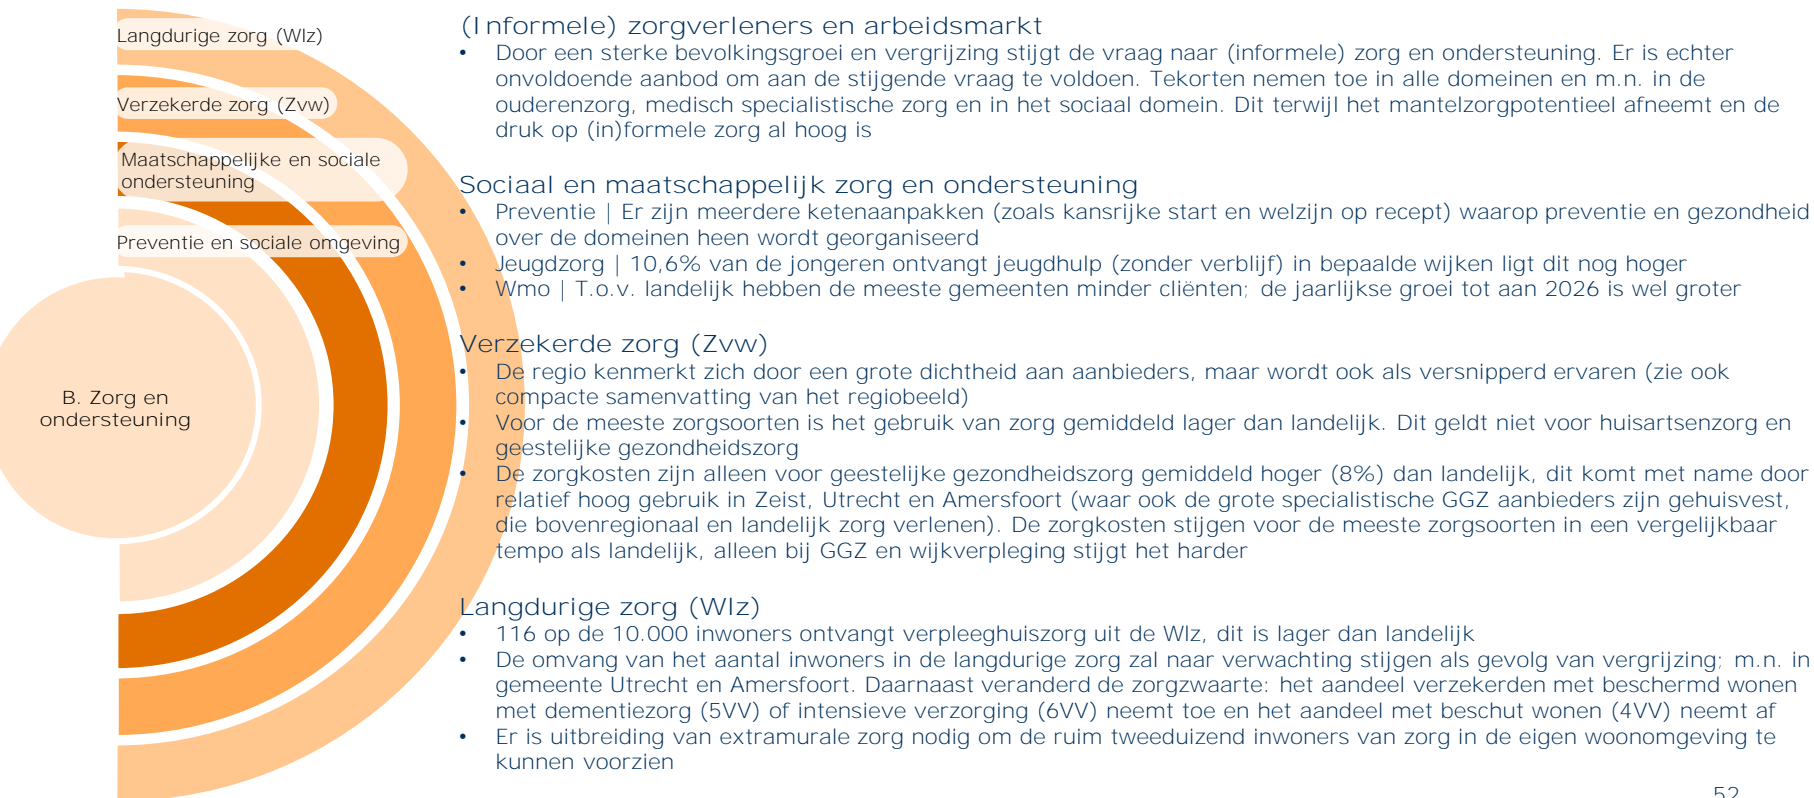 Langdurige zorg (Wlz)
Verzekerde zorg (Zvw)
Maatschappelijke en sociale
ondersteuning
Preventie en sociale omgeving
B. Zorg en
ondersteuning
(Informele) zorgverleners en arbeidsmarkt
• Door een sterke bevolkingsgroei en vergrijzing stijgt de vraag naar (informele) zorg en ondersteuning. Er is echter
onvoldoende aanbod om aan de stijgende vraag te voldoen. Tekorten nemen toe in alle domeinen en m.n. in de
ouderenzorg, medisch specialistische zorg en in het sociaal domein. Dit terwijl het mantelzorgpotentieel afneemt en de
druk op (in)formele zorg al hoog is
Sociaal en maatschappelijk zorg en ondersteuning
• Preventie | Er zijn meerdere ketenaanpakken (zoals kansrijke start en welzijn op recept) waarop preventie en gezondheid
over de domeinen heen wordt georganiseerd
• Jeugdzorg | 10,6% van de jongeren ontvangt jeugdhulp (zonder verblijf) in bepaalde wijken ligt dit nog hoger
• Wmo | T.o.v. landelijk hebben de meeste gemeenten minder cliënten; de jaarlijkse groei tot aan 2026 is wel groter
Verzekerde zorg (Zvw)
• De regio kenmerkt zich door een grote dichtheid aan aanbieders, maar wordt ook als versnipperd ervaren (zie ook
compacte samenvatting van het regiobeeld)
• Voor de meeste zorgsoorten is het gebruik van zorg gemiddeld lager dan landelijk. Dit geldt niet voor huisartsenzorg en
geestelijke gezondheidszorg
• De zorgkosten zijn alleen voor geestelijke gezondheidszorg gemiddeld hoger (8%) dan landelijk, dit komt met name door
relatief hoog gebruik in Zeist, Utrecht en Amersfoort (waar ook de grote specialistische GGZ aanbieders zijn gehuisvest,
die bovenregionaal en landelijk zorg verlenen). De zorgkosten stijgen voor de meeste zorgsoorten in een vergelijkbaar
tempo als landelijk, alleen bij GGZ en wijkverpleging stijgt het harder
Langdurige zorg (Wlz)
• 116 op de 10.000 inwoners ontvangt verpleeghuiszorg uit de Wlz, dit is lager dan landelijk
• De omvang van het aantal inwoners in de langdurige zorg zal naar verwachting stijgen als gevolg van vergrijzing; m.n. in
gemeente Utrecht en Amersfoort. Daarnaast veranderd de zorgzwaarte: het aandeel verzekerden met beschermd wonen
met dementiezorg (5VV) of intensieve verzorging (6VV) neemt toe en het aandeel met beschut wonen (4VV) neemt af
• Er is uitbreiding van extramurale zorg nodig om de ruim tweeduizend inwoners van zorg in de eigen woonomgeving te
kunnen voorzien
52